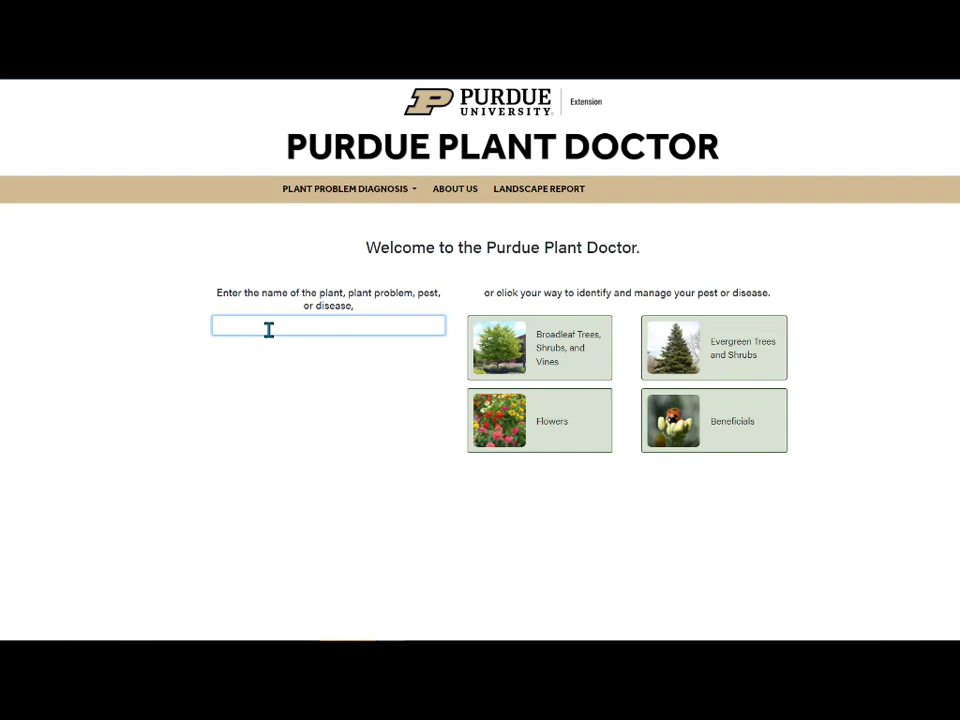 PURDUE
UNIVERSITY®
Extension
PURDUE PLANT DOCTOR
PLANT PROBLEM DIAGNOSIS
ABOUT US
LANDSCAPE REPORT
Welcome to the Purdue Plant Doctor.
Enter the name of the plant, plant problem, pest,
or disease,
or click your way to identify and manage your pest or disease.
Broadleaf Trees,
Shrubs, and
Vines
Evergreen Trees
and Shrubs
Flowers
Beneficials